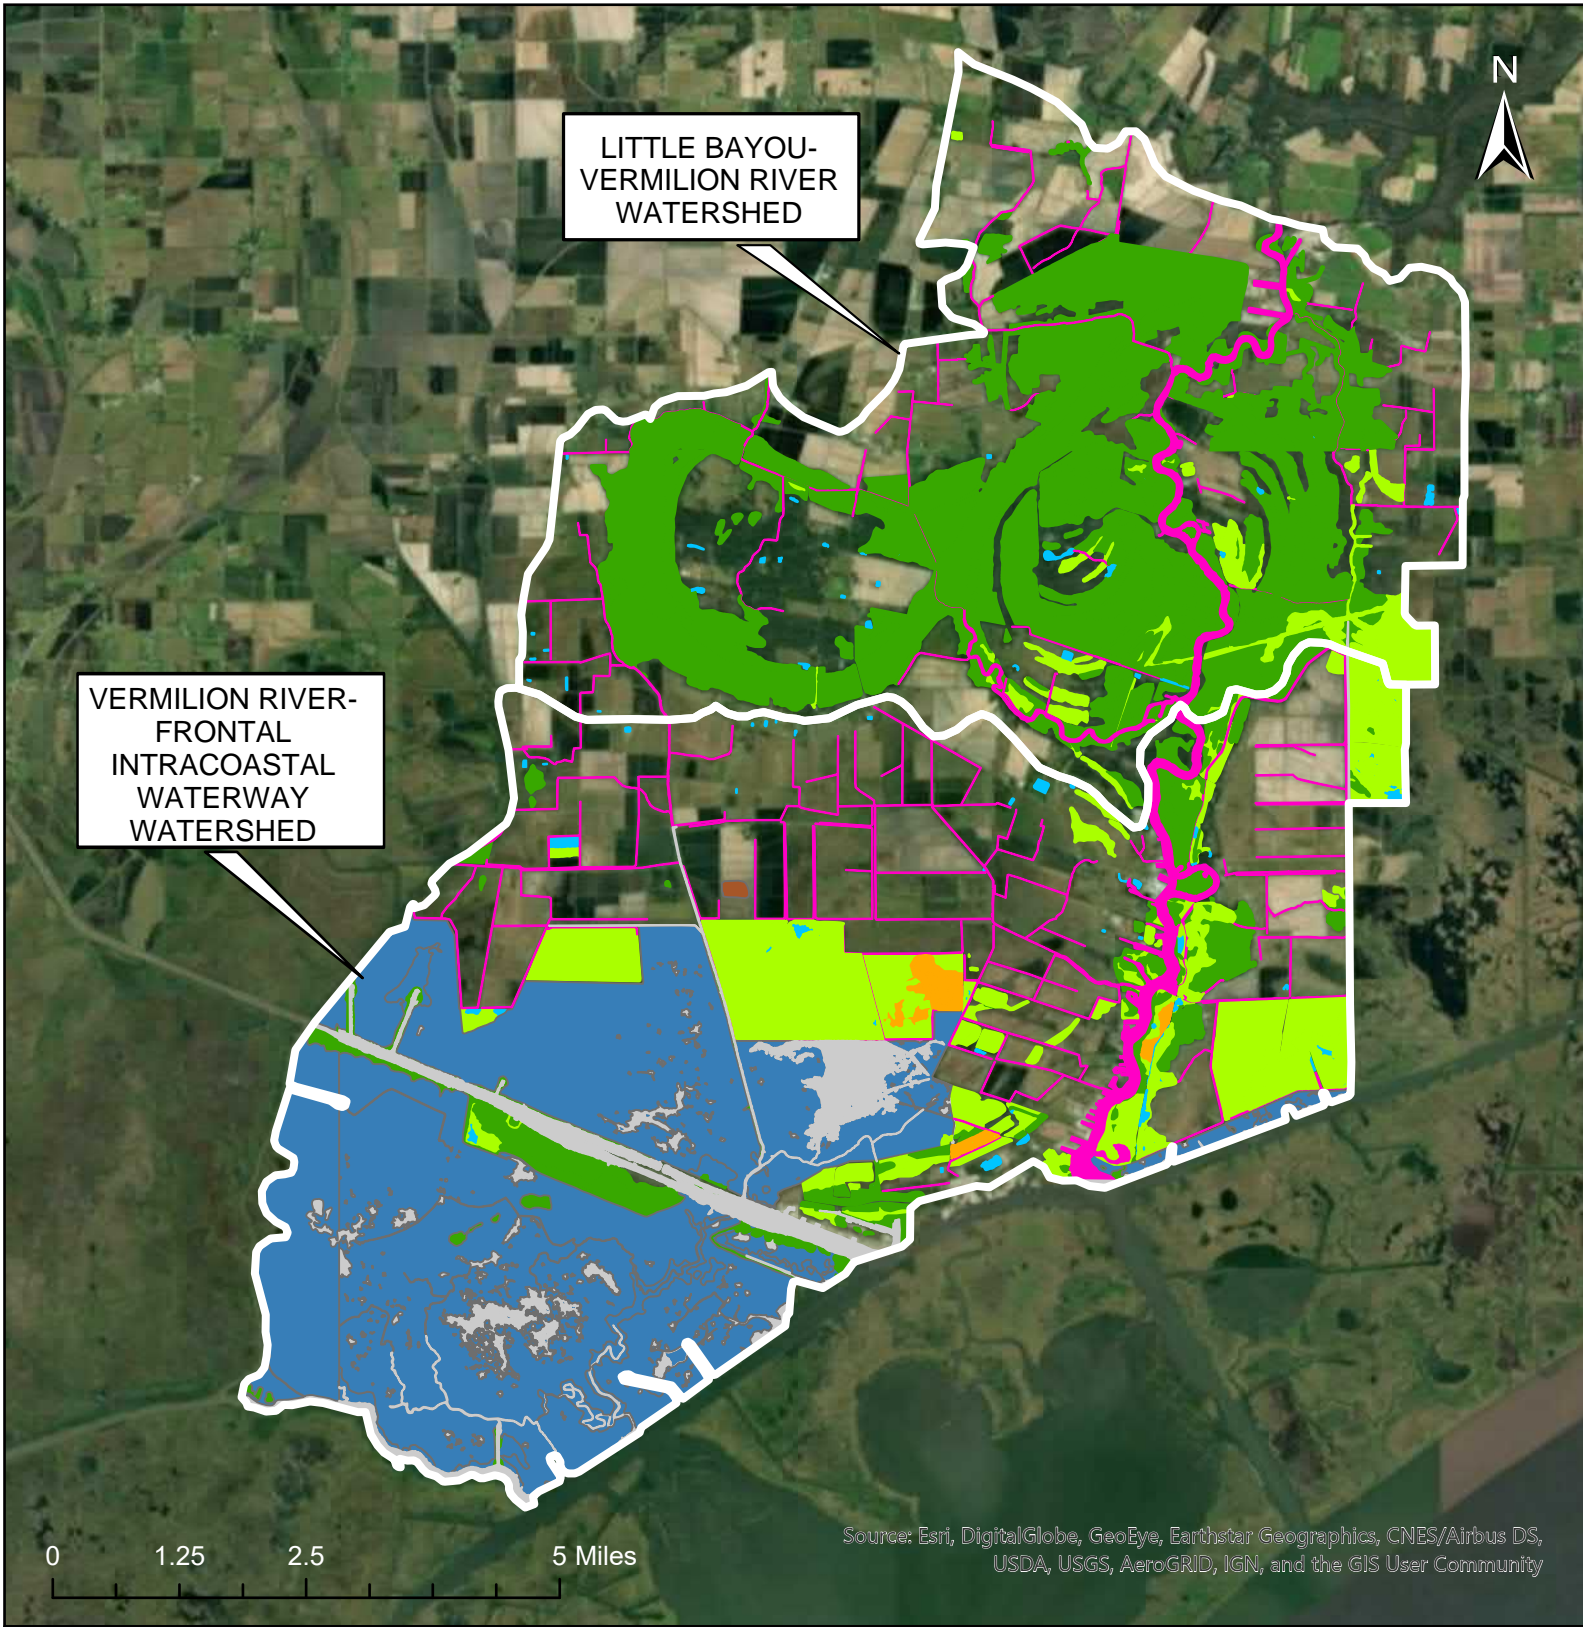 N
LITTLE BAYOU-
VERMILION RIVER
WATERSHED
VERMILION RIVER-
FRONTAL
INTRACOASTAL
WATERWAY
WATERSHED
Source: Esri, DigitalGlobe, GeoEye, Earthstar Geographics, CNES/Airbus DS,
USDA, USGS, AeroGRID, IGN, and the GIS User Community
0 1.25 2.5 5 Miles